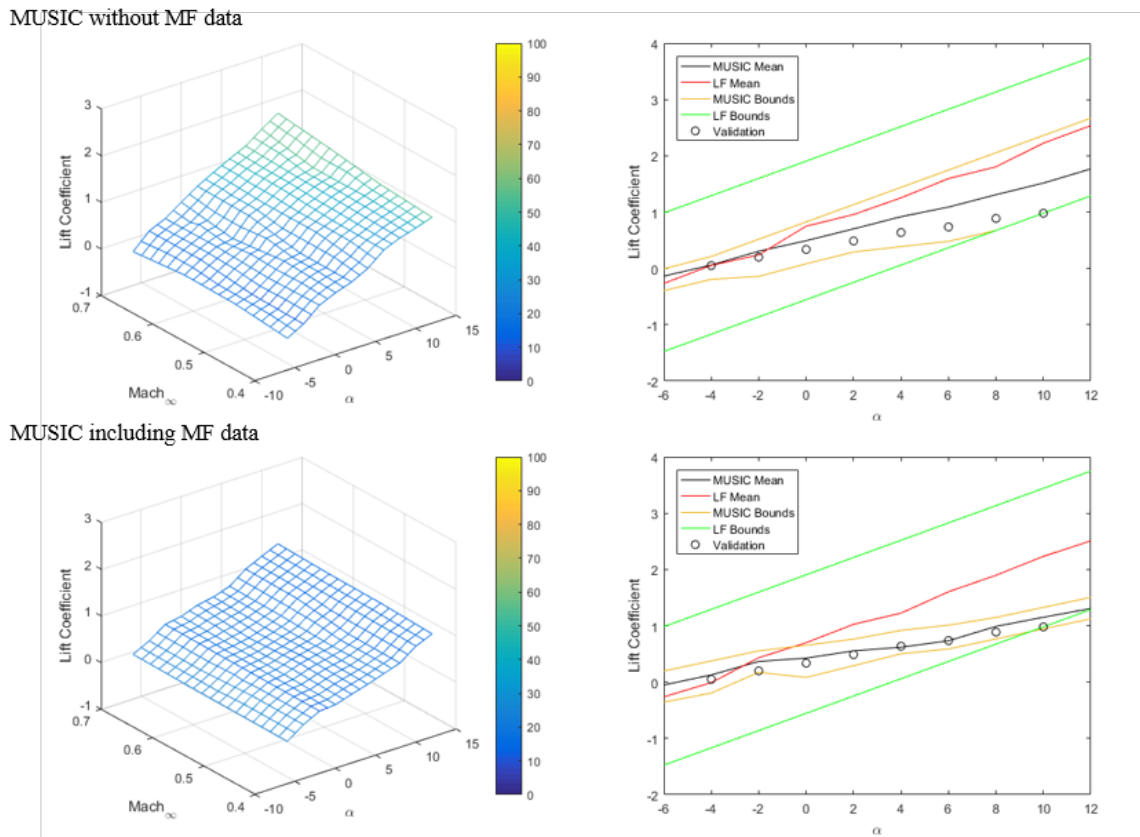 MUSIC without MF data
3
2
1
0
-1
Lift Coefficient
0.7
0.6
0.5
0.4
Mach∞
-10
-5
0
5
10
15
α
100
90
80
70
60
50
40
30
20
10
0
4
3
2
1
0
-1
-2
Lift Coefficient
MUSIC Mean
LF Mean
MUSIC Bounds
LF Bounds
Validation
-6 -4 -2 0 2 4 6 8 10 12
α
MUSIC including MF data
3
2
1
0
-1
Lift Coefficient
0.7
0.6
0.5
0.4
Mach∞
-10
-5
0
5
10
15
α
100
90
80
70
60
50
40
30
20
10
0
4
3
2
1
0
-1
-2
Lift Coefficient
MUSIC Mean
LF Mean
MUSIC Bounds
LF Bounds
Validation
-6 -4 -2 0 2 4 6 8 10 12
α